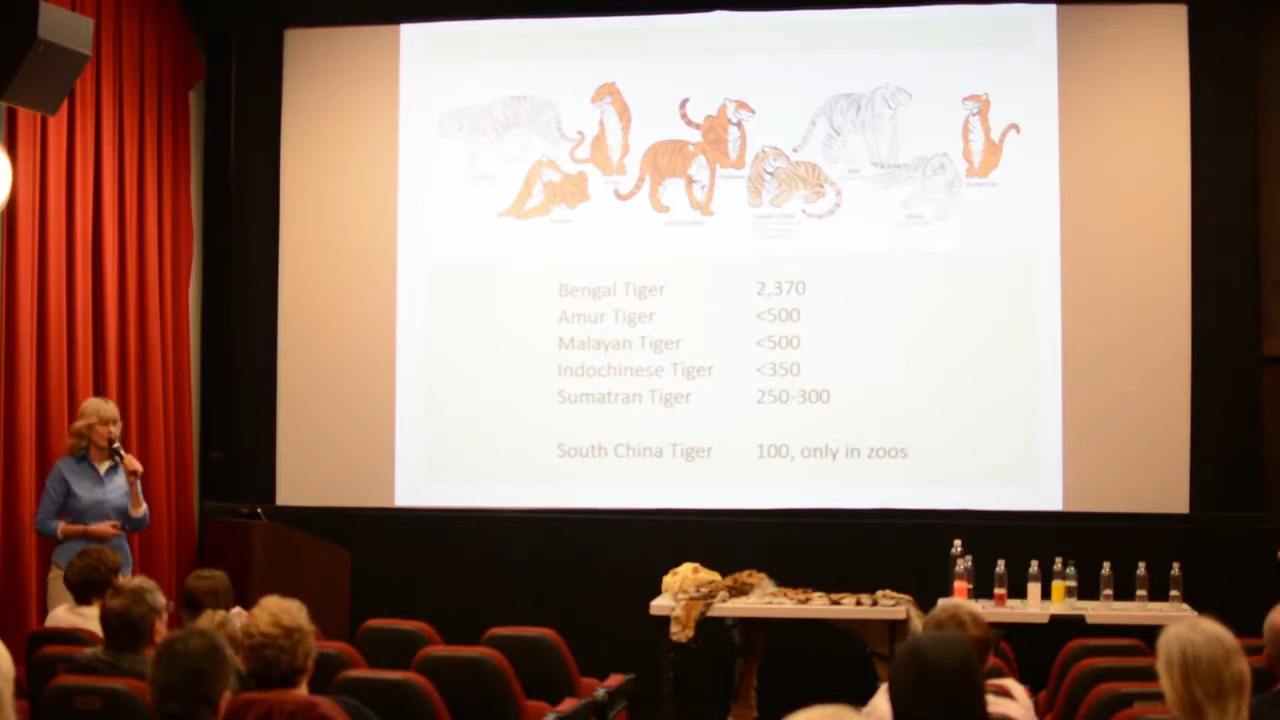 Bengal Tiger 2,370
Amur Tiger <500
Malayan Tiger <500
Indochinese Tiger <350
Sumatran Tiger 250-300
South China Tiger 100, only in zoos